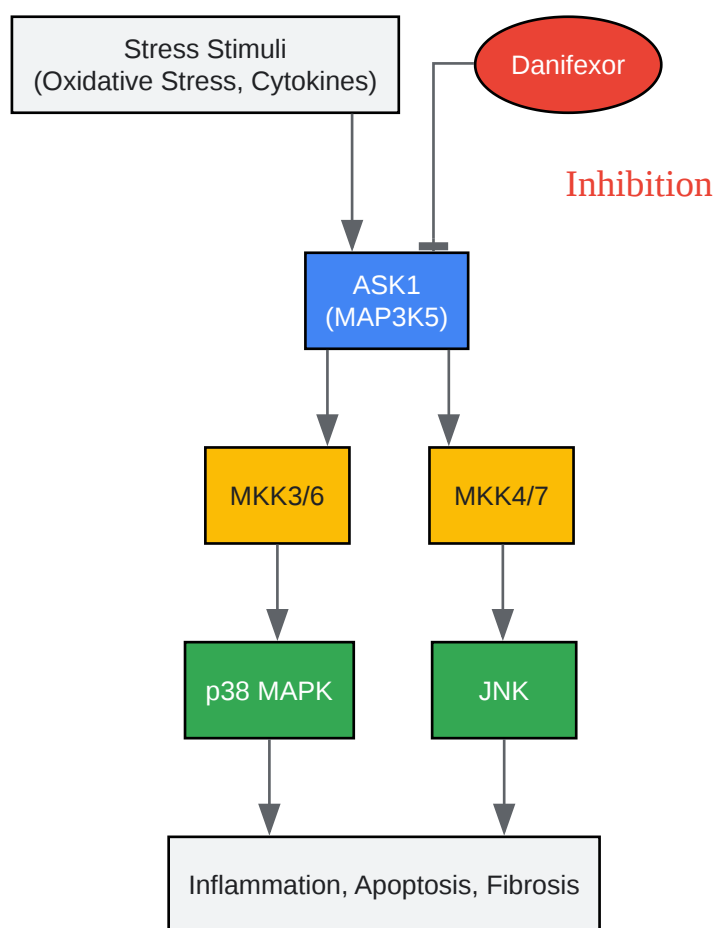 Stress Stimuli
(Oxidative Stress, Cytokines)
Danifexor
Inhibition
ASK1
(MAP3K5)
MKK3/6
MKK4/7
p38 MAPK
JNK
Inflammation, Apoptosis, Fibrosis